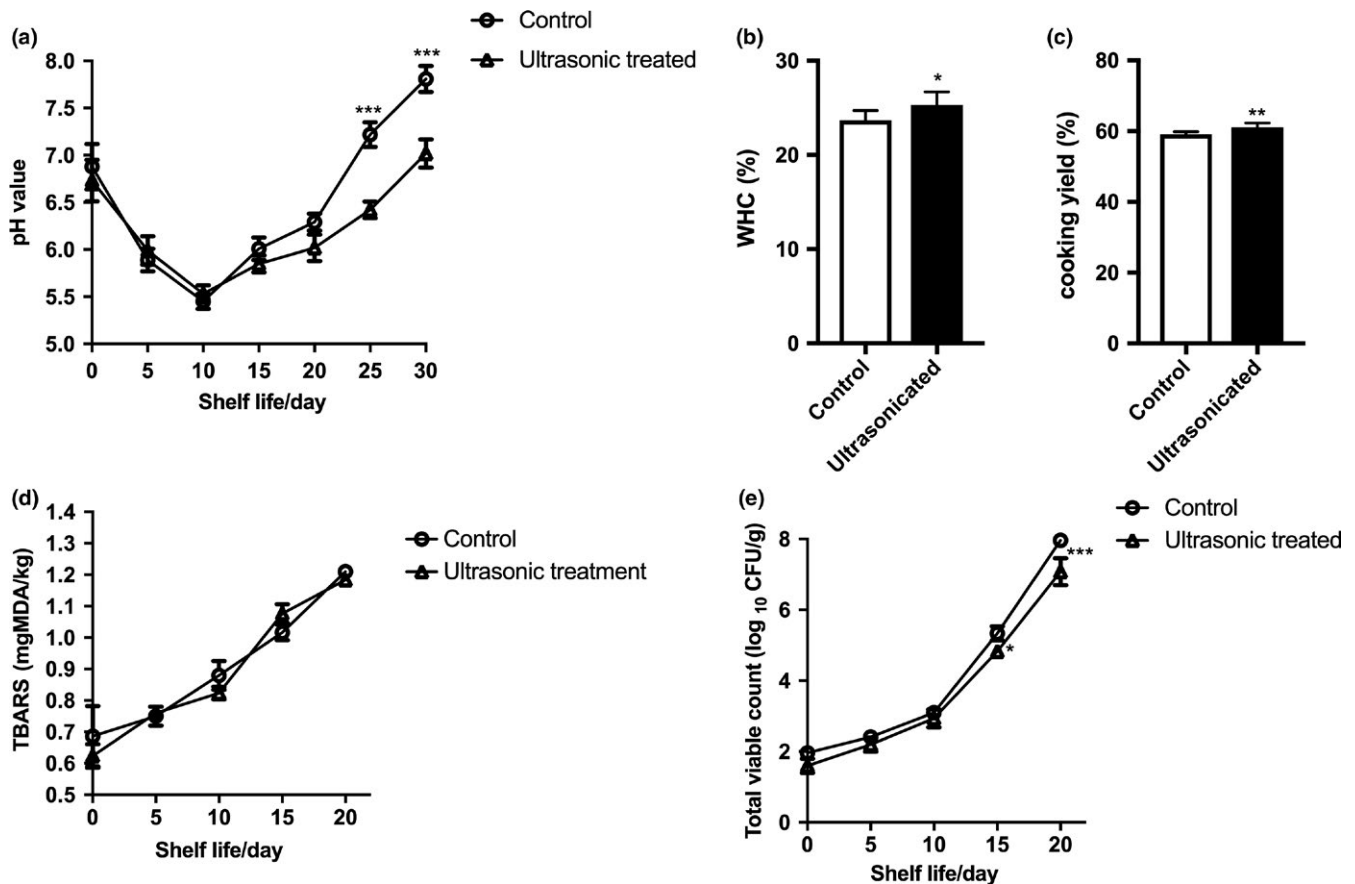 (a)
Control
Ultrasonic treated
***
***
8.0
7.5
7.0
6.5
6.0
5.5
5.0
pH value
0 5 10 15 20 25 30
Shelf life/day
(b)
*
30
20
10
0
WHC (%)
Control
Ultrasonicated
(c)
**
80
60
40
20
0
cooking yield (%)
Control
Ultrasonicated
(d)
Control
Ultrasonic treatment
1.4
1.3
1.2
1.1
1.0
0.9
0.8
0.7
0.6
0.5
TBARS (mgMDA/kg)
0 5 10 15 20
Shelf life/day
(e)
Control
Ultrasonic treated
***
*
8
6
4
2
0
Total viable count (log 10 CFU/g)
0 5 10 15 20
Shelf life/day